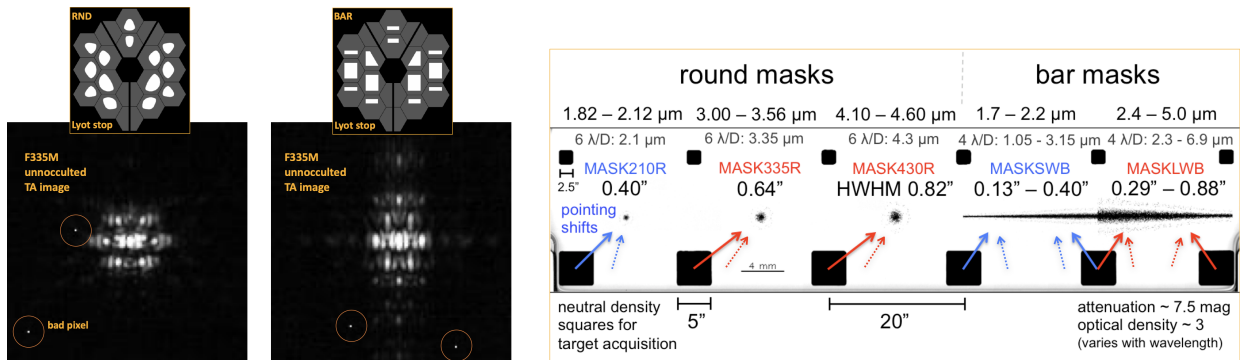 RND
Lyot stop
F335M
unocculted
TA image
bad pixel
BAR
Lyot stop
F335M
unocculted
TA image
round masks
bar masks
1.82 – 2.12 µm
3.00 – 3.56 µm
4.10 – 4.60 µm
1.7 – 2.2 µm
2.4 – 5.0 µm
6 λ/D: 2.1 µm
6 λ/D: 3.35 µm
6 λ/D: 4.3 µm
4 λ/D: 1.05 - 3.15 µm
4 λ/D: 2.3 - 6.9 µm
MASK210R
MASK335R
MASK430R
MASKSWB
MASKLWB
2.5”
0.40”
0.64”
HWHM 0.82”
0.13” – 0.40”
0.29” – 0.88”
pointing
shifts
4 mm
neutral density
squares for
target acquisition
5”
20”
attenuation ~ 7.5 mag
optical density ~ 3
(varies with wavelength)